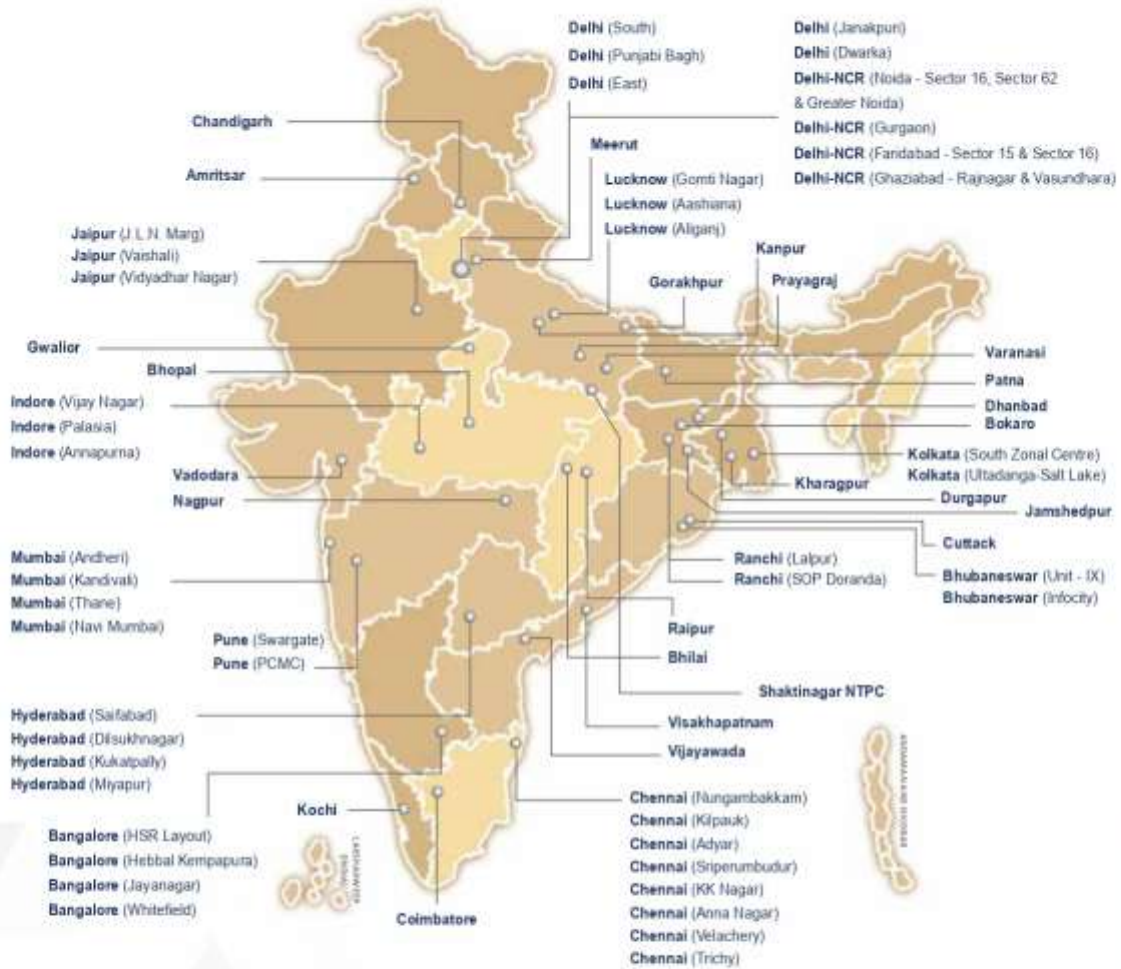 Delhi (South)
Delhi (Punjabi Bagh)
Delhi (East)
Delhi (Janakpuri)
Delhi (Dwarka)
Delhi-NCR (Noida - Sector 16, Sector 62
& Greater Noida)
Delhi-NCR (Gurgaon)
Delhi-NCR (Faridabad - Sector 15 & Sector 16)
Delhi-NCR (Ghaziabad - Rajnagar & Vasundhara)
Chandigarh
Meerut
Amritsar
Lucknow (Gomti Nagar)
Lucknow (Aashiana)
Lucknow (Aliganj)
Jaipur (J.L.N. Marg)
Jaipur (Vaishali)
Jaipur (Vidyadhar Nagar)
Kanpur
Gorakhpur
Prayagraj
Gwalior
Bhopal
Varanasi
Patna
Indore (Vijay Nagar)
Indore (Palasia)
Indore (Annapurna)
Dhanbad
Bokaro
Kolkata (South Zonal Centre)
Kolkata (Ultadanga-Salt Lake)
Vadodara
Kharagpur
Nagpur
Durgapur
Jamshedpur
Cuttack
Mumbai (Andheri)
Mumbai (Kandivali)
Mumbai (Thane)
Mumbai (Navi Mumbai)
Ranchi (Lalpur)
Ranchi (SOP Doranda)
Bhubaneswar (Unit - IX)
Bhubaneswar (Infocity)
Pune (Swargate)
Pune (PCMC)
Raipur
Bhilai
Shaktinagar NTPC
Hyderabad (Saifabad)
Hyderabad (Dilsukhnagar)
Hyderabad (Kukatpally)
Hyderabad (Miyapur)
Visakhapatnam
Vijayawada
Kochi
Bangalore (HSR Layout)
Bangalore (Hebbal Kempapura)
Bangalore (Jayanagar)
Bangalore (Whitefield)
Coimbatore
Chennai (Nungambakkam)
Chennai (Kilpauk)
Chennai (Adyar)
Chennai (Sriperumbudur)
Chennai (KK Nagar)
Chennai (Anna Nagar)
Chennai (Velachery)
Chennai (Trichy)